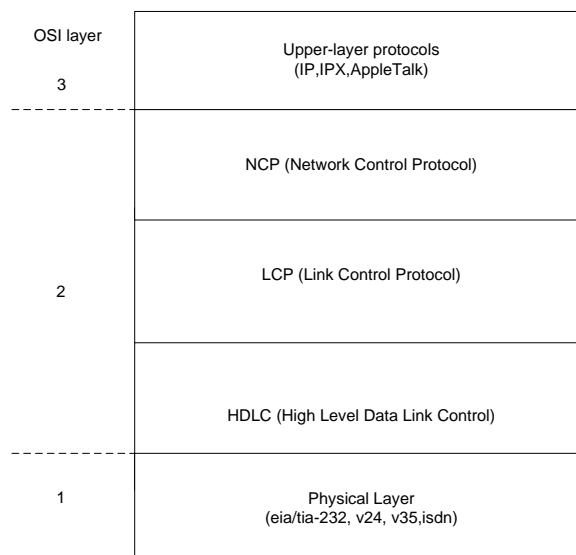 OSI layer
Upper-layer protocols
(IP,IPX,AppleTalk)
3
NCP (Network Control Protocol)
LCP (Link Control Protocol)
2
HDLC (High Level Data Link Control)
1
Physical Layer
(eia/tia-232, v24, v35,isdn)